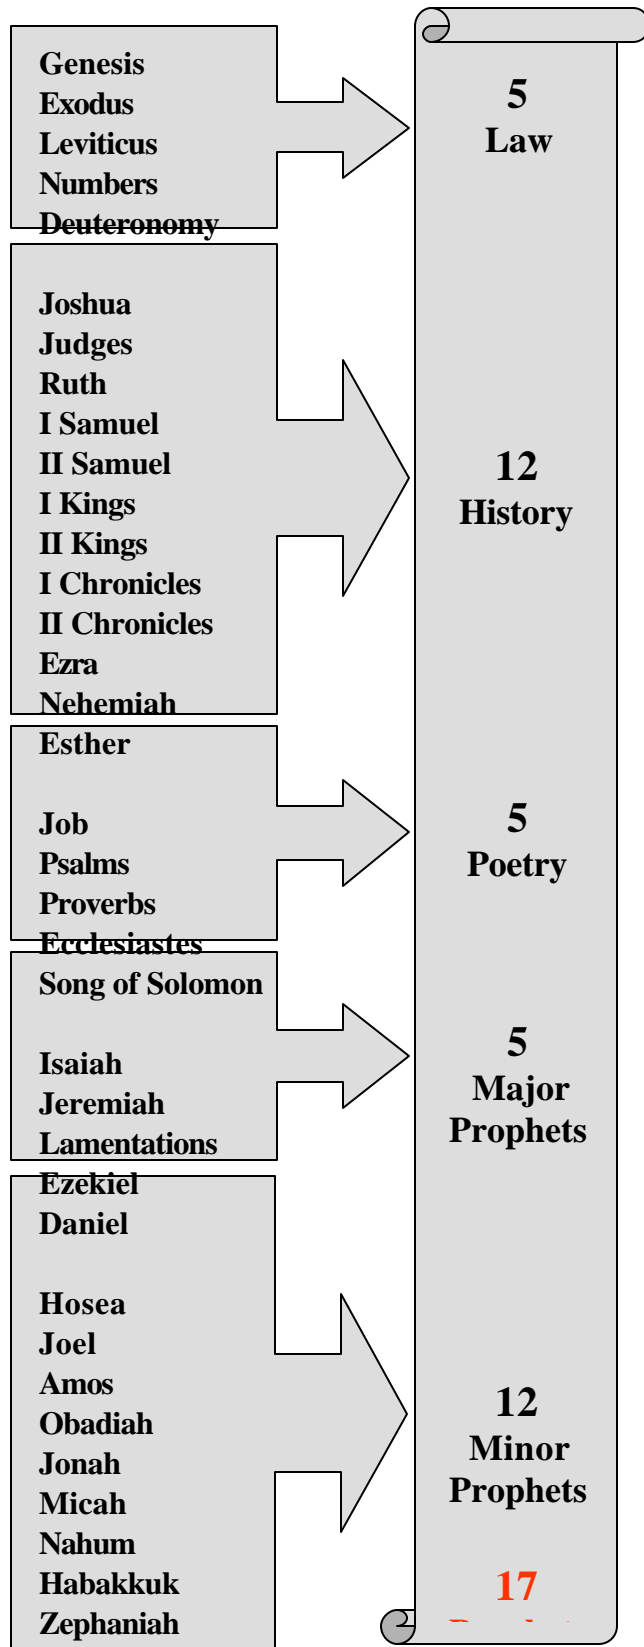 Genesis
Exodus
Leviticus
Numbers
Deuteronomy
5
Law
Joshua
Judges
Ruth
I Samuel
II Samuel
I Kings
II Kings
I Chronicles
II Chronicles
Ezra
Nehemiah
Esther
12
History
Job
Psalms
Proverbs
Ecclesiastes
Song of Solomon
5
Poetry
Isaiah
Jeremiah
Lamentations
Ezekiel
Daniel
5
Major
Prophets
Hosea
Joel
Amos
Obadiah
Jonah
Micah
Nahum
Habakkuk
Zephaniah
12
Minor
Prophets
17